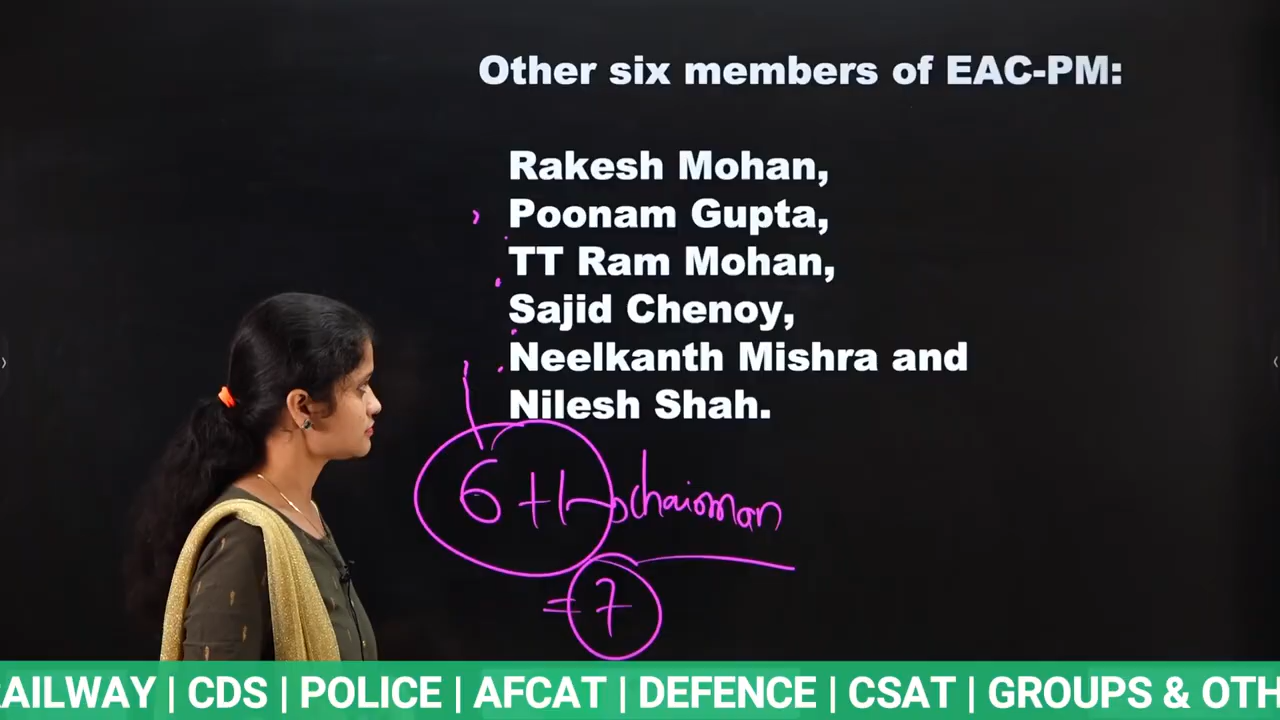 Other six members of EAC-PM:
Rakesh Mohan,
Poonam Gupta,
TT Ram Mohan,
Sajid Chenoy,
Neelkanth Mishra and
Nilesh Shah.
6 + 1 → chairman
= 7
RAILWAY | CDS | POLICE | AFCAT | DEFENCE | CSAT | GROUPS & OTH